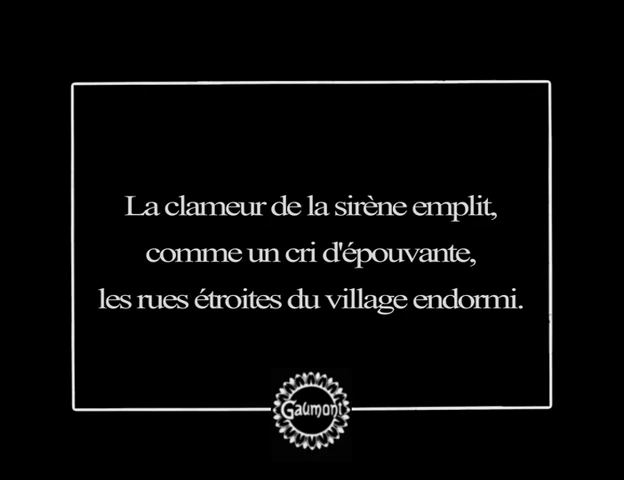 La clameur de la sirène emplit,
comme un cri d'épouvante,
les rues étroites du village endormi.
Gaumont